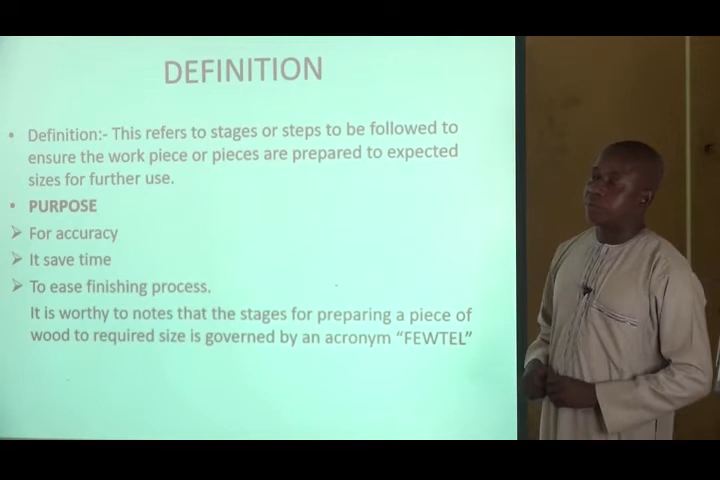 DEFINITION
• Definition:- This refers to stages or steps to be followed to
ensure the work piece or pieces are prepared to expected
sizes for further use.
• PURPOSE
➢ For accuracy
➢ It save time
➢ To ease finishing process.
It is worthy to notes that the stages for preparing a piece of
wood to required size is governed by an acronym “FEWTEL”